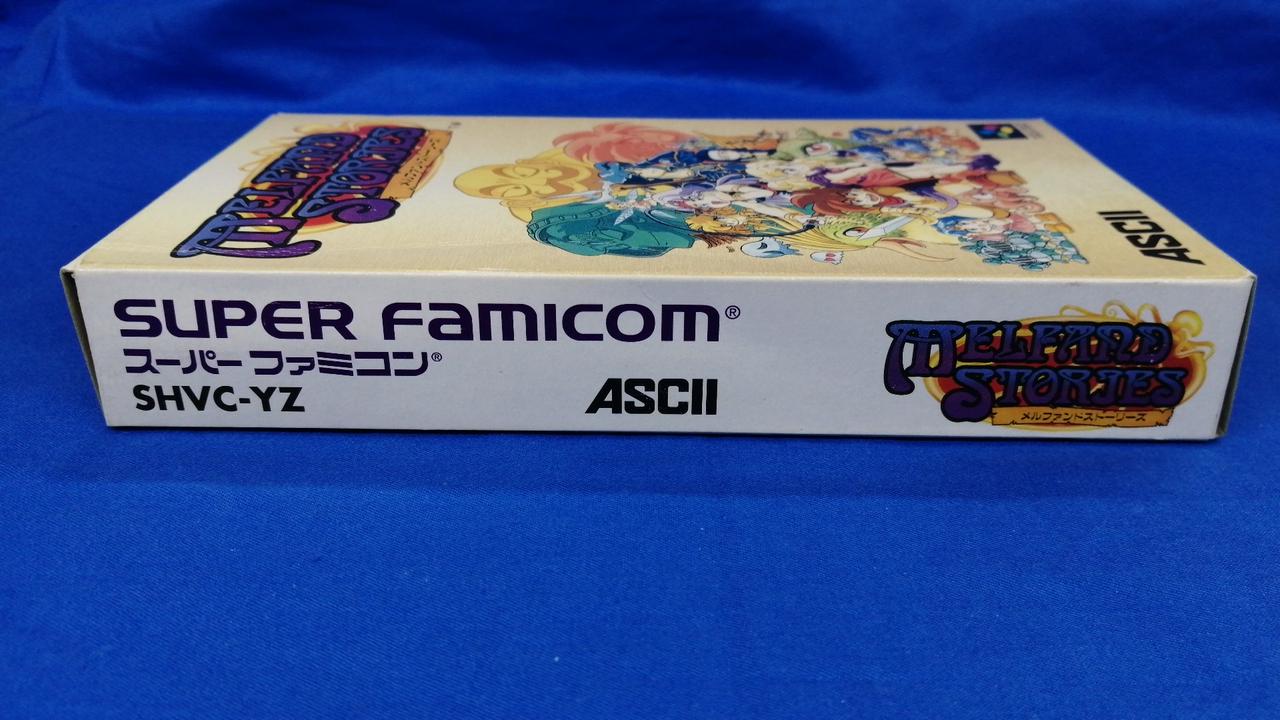 MELFAND
STORIES
ASCII
SUPER FAMICOM®
スーパーファミコン®
SHVC-YZ
ASCII
MELFAND
STORIES
メルファンドストーリーズ